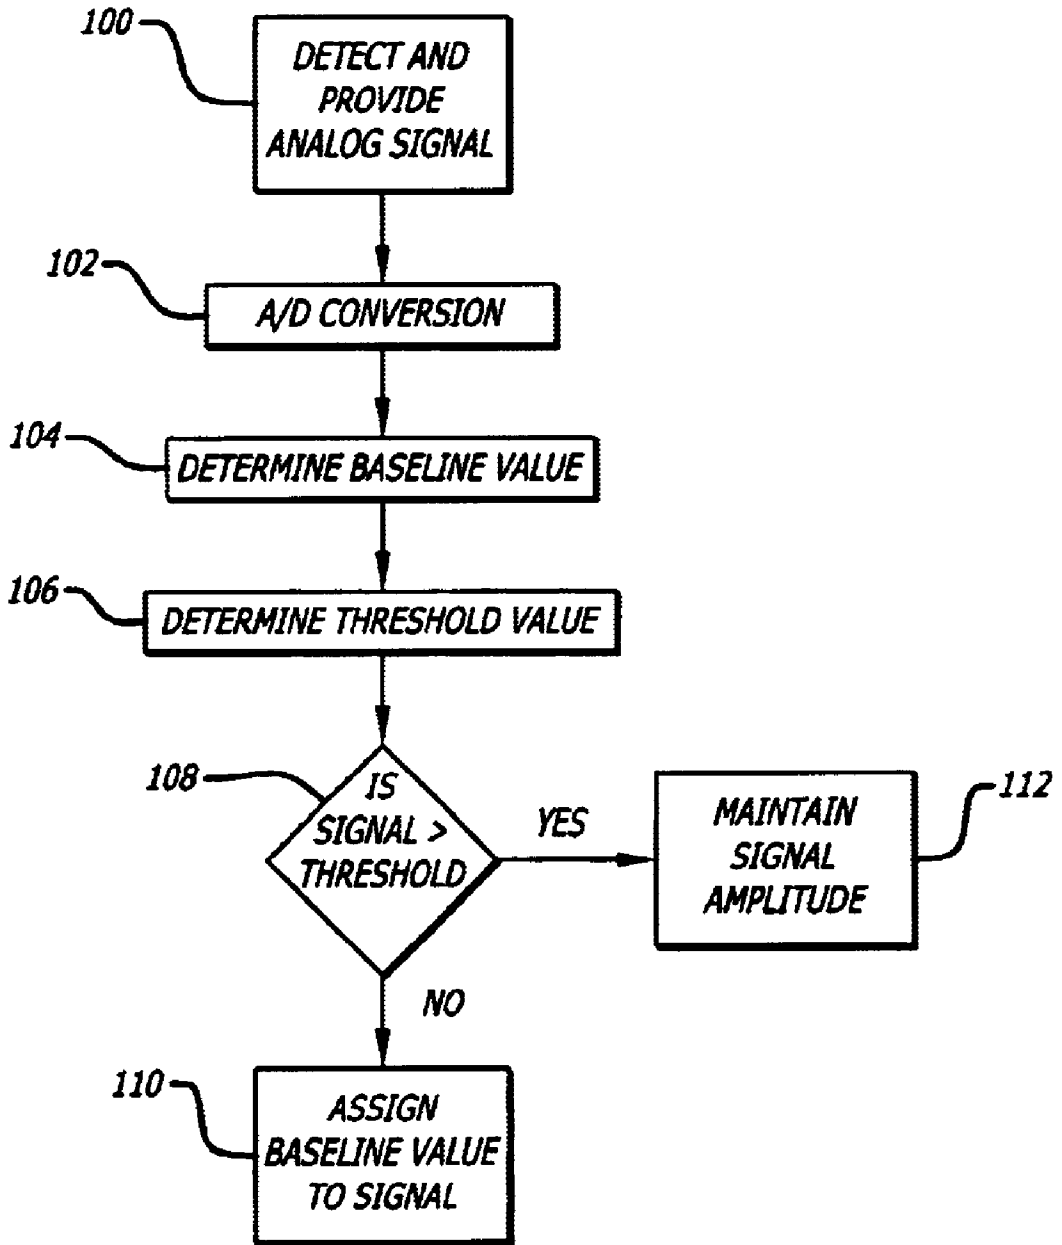 100
DETECT AND
PROVIDE
ANALOG SIGNAL
102
A/D CONVERSION
104
DETERMINE BASELINE VALUE
106
DETERMINE THRESHOLD VALUE
108
IS
SIGNAL >
THRESHOLD
YES
MAINTAIN
SIGNAL
AMPLITUDE
112
NO
110
ASSIGN
BASELINE VALUE
TO SIGNAL